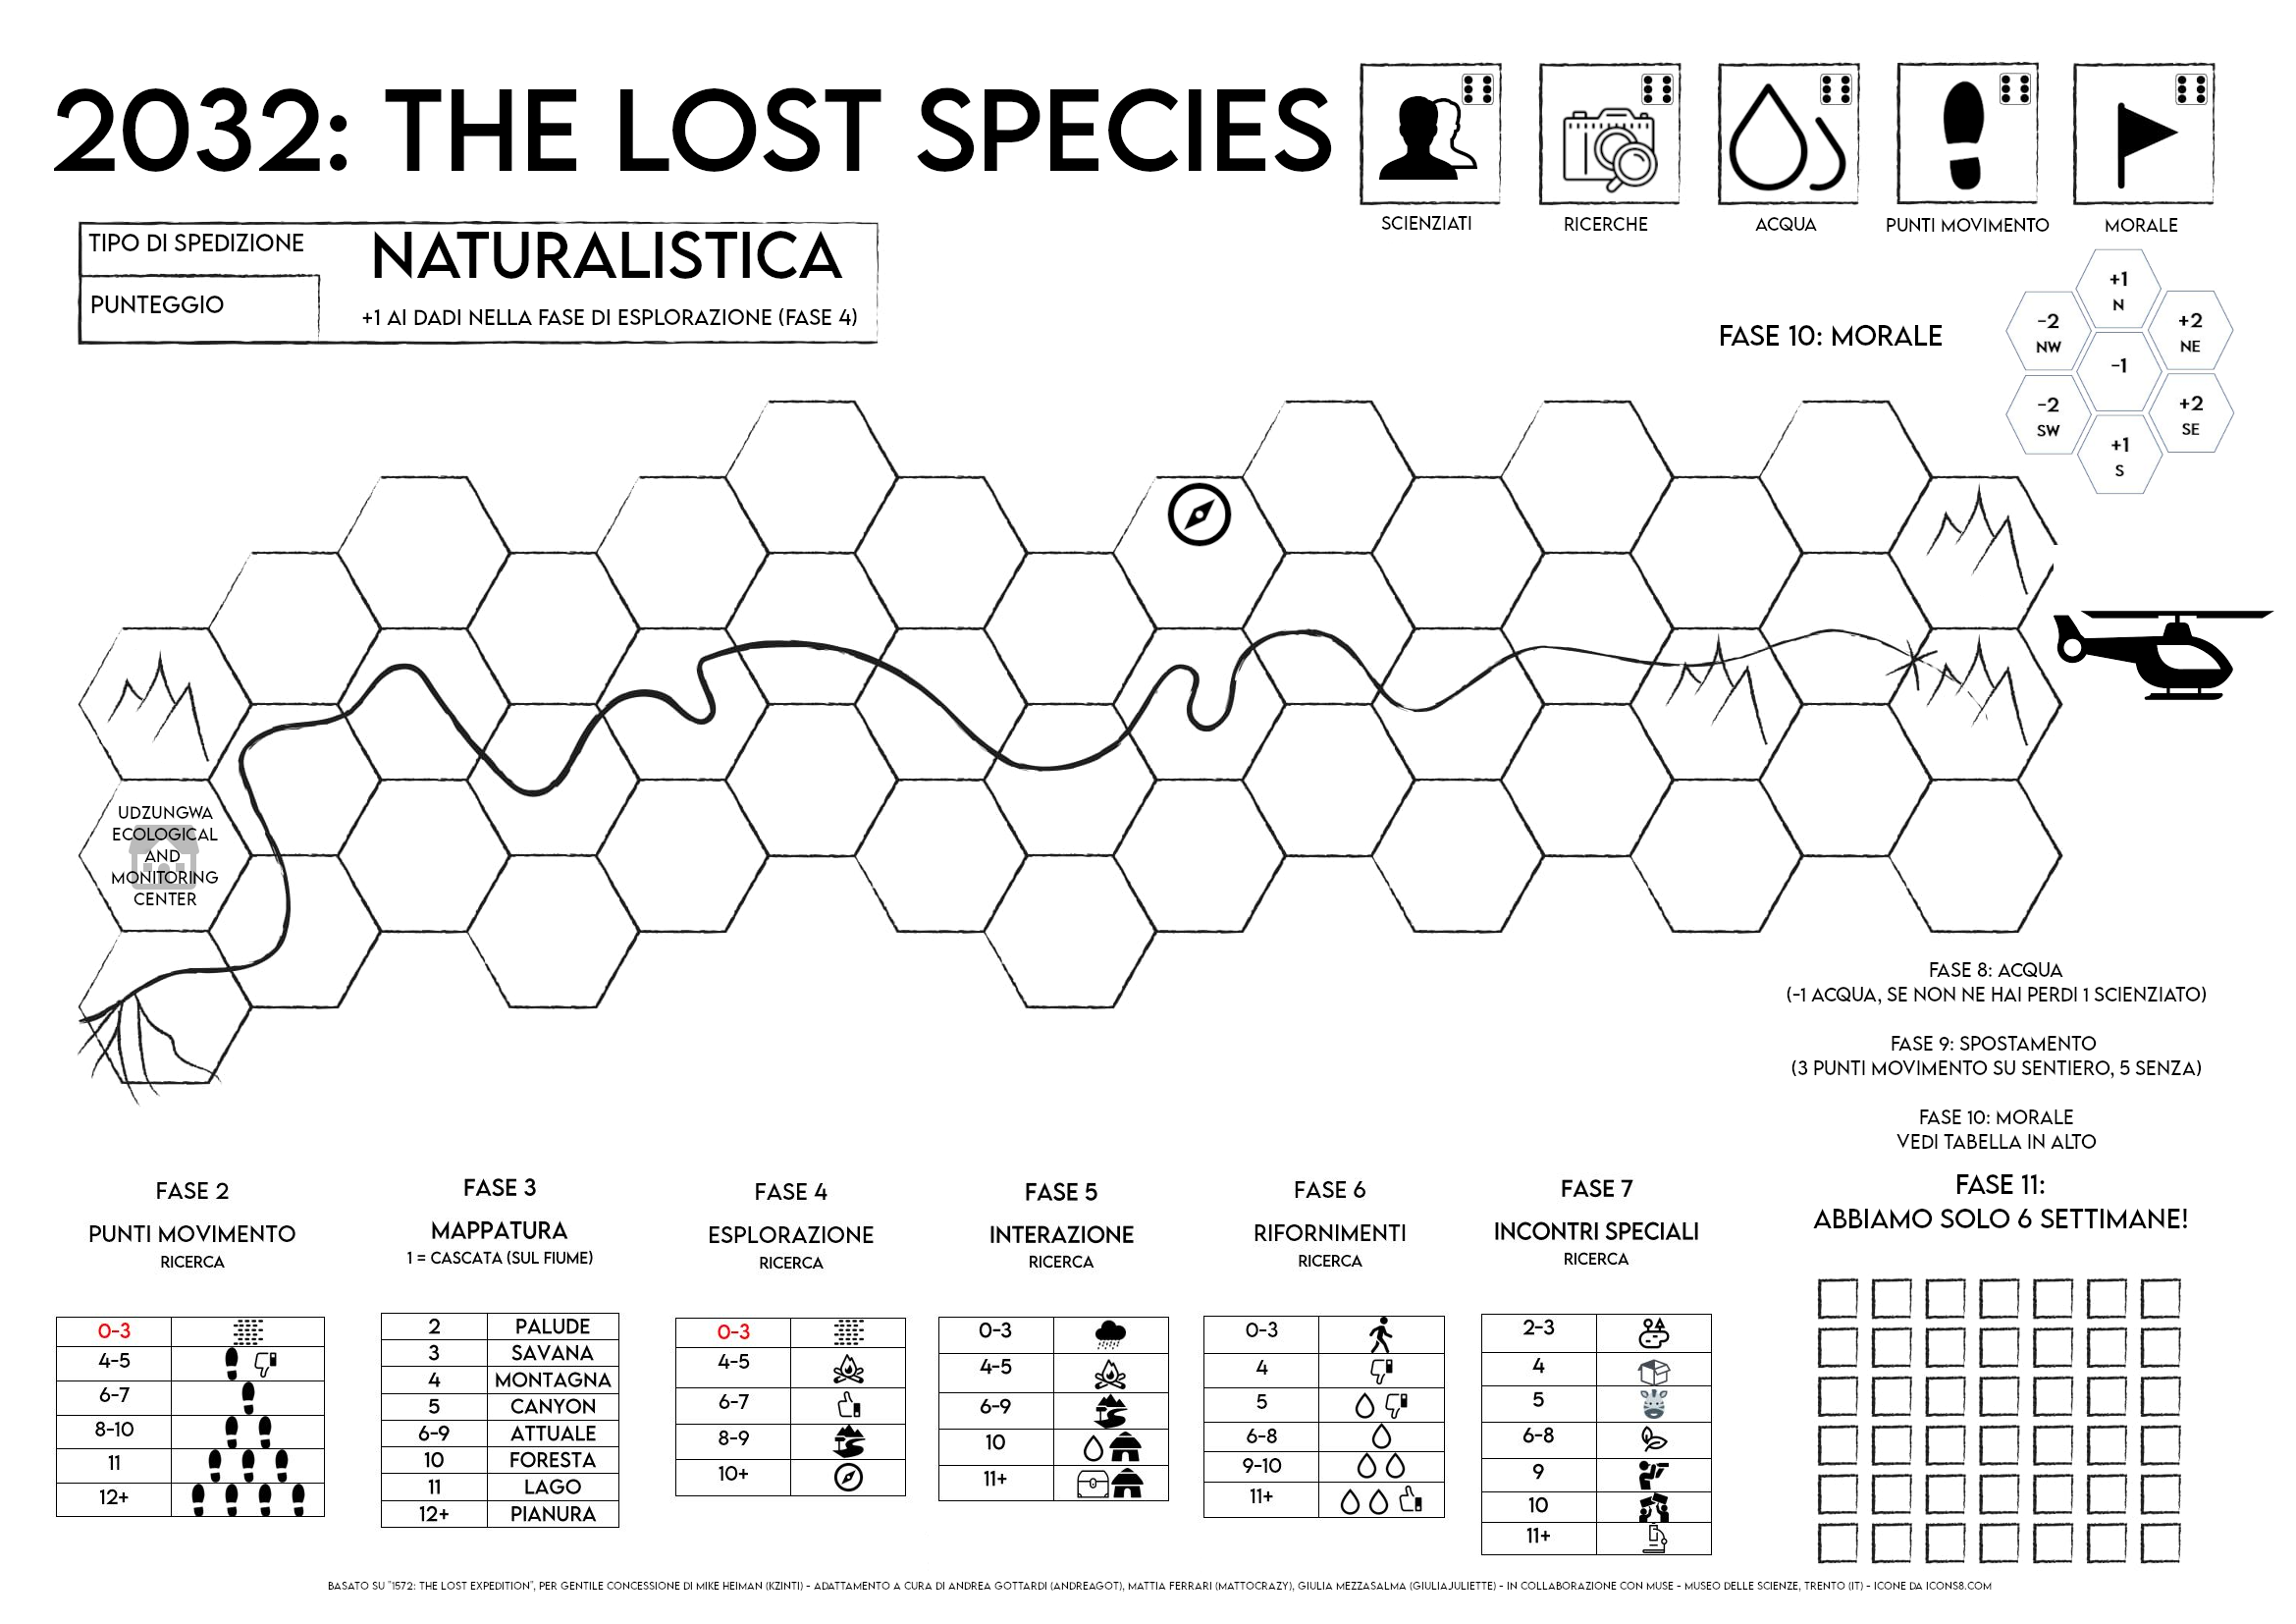 2032: THE LOST SPECIES
SCIENZIATI
RICERCHE
ACQUA
PUNTI MOVIMENTO
MORALE
TIPO DI SPEDIZIONE
NATURALISTICA
PUNTEGGIO
+1 AI DADI NELLA FASE DI ESPLORAZIONE (FASE 4)
FASE 10: MORALE
+1
N
-2
NW
+2
NE
-1
-2
SW
+2
SE
+1
S
UDZUNGWA
ECOLOGICAL
AND
MONITORING
CENTER
FASE 8: ACQUA
(-1 ACQUA, SE NON NE HAI PERDI 1 SCIENZIATO)
FASE 9: SPOSTAMENTO
(3 PUNTI MOVIMENTO SU SENTIERO, 5 SENZA)
FASE 10: MORALE
VEDI TABELLA IN ALTO
FASE 2
PUNTI MOVIMENTO
RICERCA
0-3
4-5
6-7
8-10
11
12+
FASE 3
MAPPATURA
1 = CASCATA (SUL FIUME)
2 PALUDE
3 SAVANA
4 MONTAGNA
5 CANYON
6-9 ATTUALE
10 FORESTA
11 LAGO
12+ PIANURA
FASE 4
ESPLORAZIONE
RICERCA
0-3
4-5
6-7
8-9
10+
FASE 5
INTERAZIONE
RICERCA
0-3
4-5
6-9
10
11+
FASE 6
RIFORNIMENTI
RICERCA
0-3
4
5
6-8
9-10
11+
FASE 7
INCONTRI SPECIALI
RICERCA
2-3
4
5
6-8
9
10
11+
FASE 11:
ABBIAMO SOLO 6 SETTIMANE!
BASATO SU "1572: THE LOST EXPEDITION", PER GENTILE CONCESSIONE DI MIKE HEIMAN (KZINTI) - ADATTAMENTO A CURA DI ANDREA GOTTARDI (ANDREAGOT), MATTIA FERRARI (MATTOCRAZY), GIULIA MEZZASALMA (GIULIAJULIETTE) - IN COLLABORAZIONE CON MUSE - MUSEO DELLE SCIENZE, TRENTO (IT) - ICONE DA ICONS8.COM